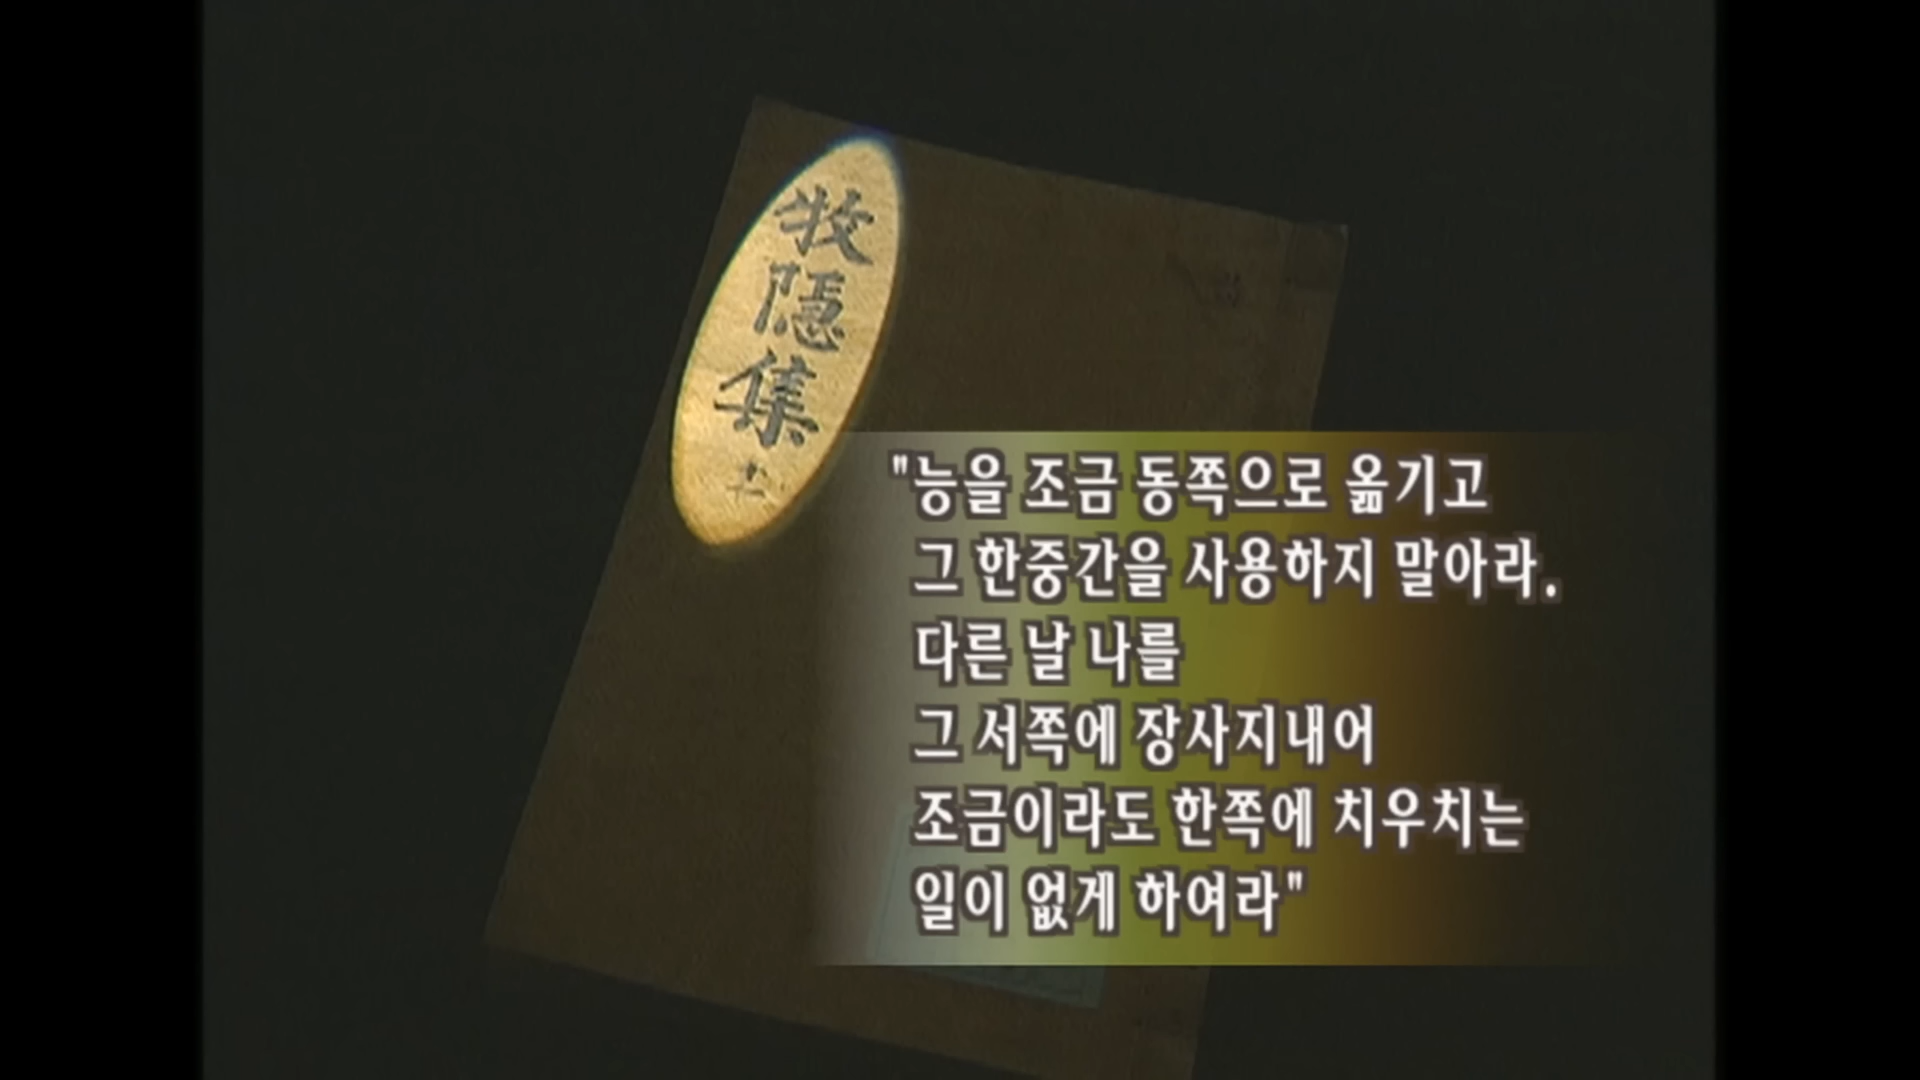 牧隱集
"능을 조금 동쪽으로 옮기고
그 한중간을 사용하지 말아라.
다른 날 나를
그 서쪽에 장사지내어
조금이라도 한쪽에 치우치는
일이 없게 하여라"